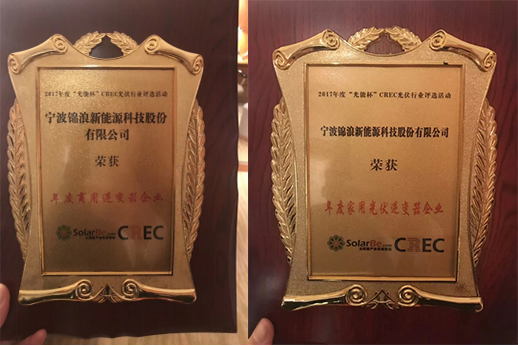 2017年度“光能杯”CREC光伏行业评选活动
宁波锦浪新能源科技股份
有限公司
荣获
年度商用逆变器企业
SolarBe.com
CREC
2017年度“光能杯”CREC光伏行业评选活动
宁波锦浪新能源科技股份有限公司
荣获
年度家用光伏逆变器企业
SolarBe.com
CREC